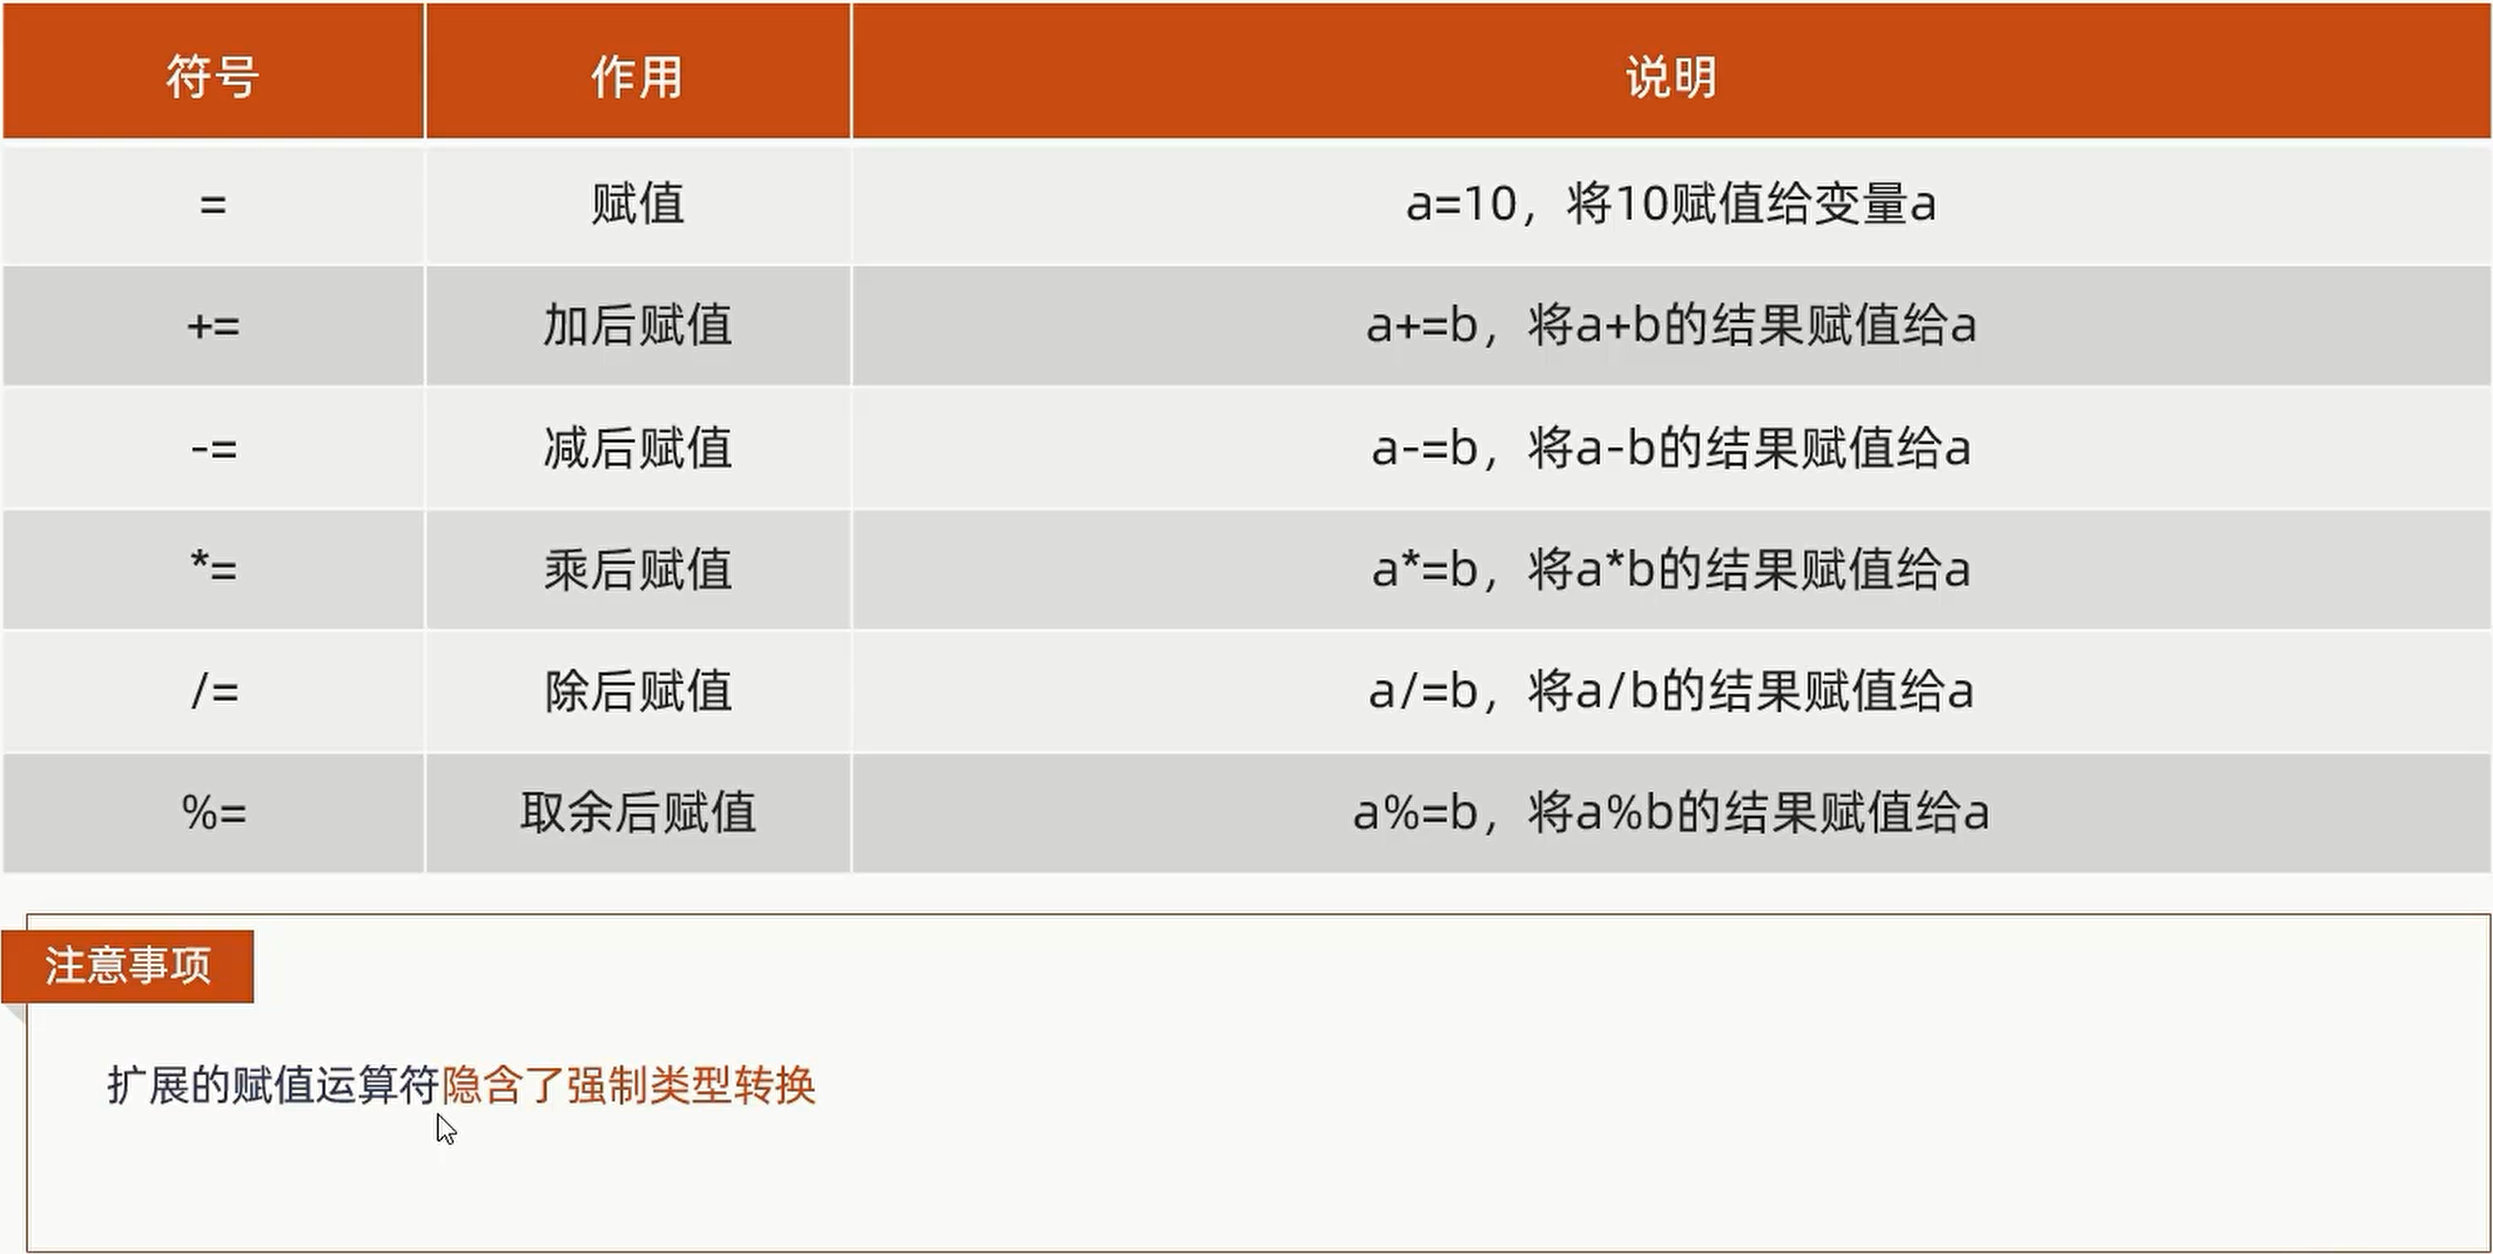 符号 作用 说明
= 赋值 a=10，将10赋值给变量a
+= 加后赋值 a+=b，将a+b的结果赋值给a
-= 减后赋值 a-=b，将a-b的结果赋值给a
*= 乘后赋值 a*=b，将a*b的结果赋值给a
/= 除后赋值 a/=b，将a/b的结果赋值给a
%= 取余后赋值 a%=b，将a%b的结果赋值给a
注意事项
扩展的赋值运算符隐含了强制类型转换